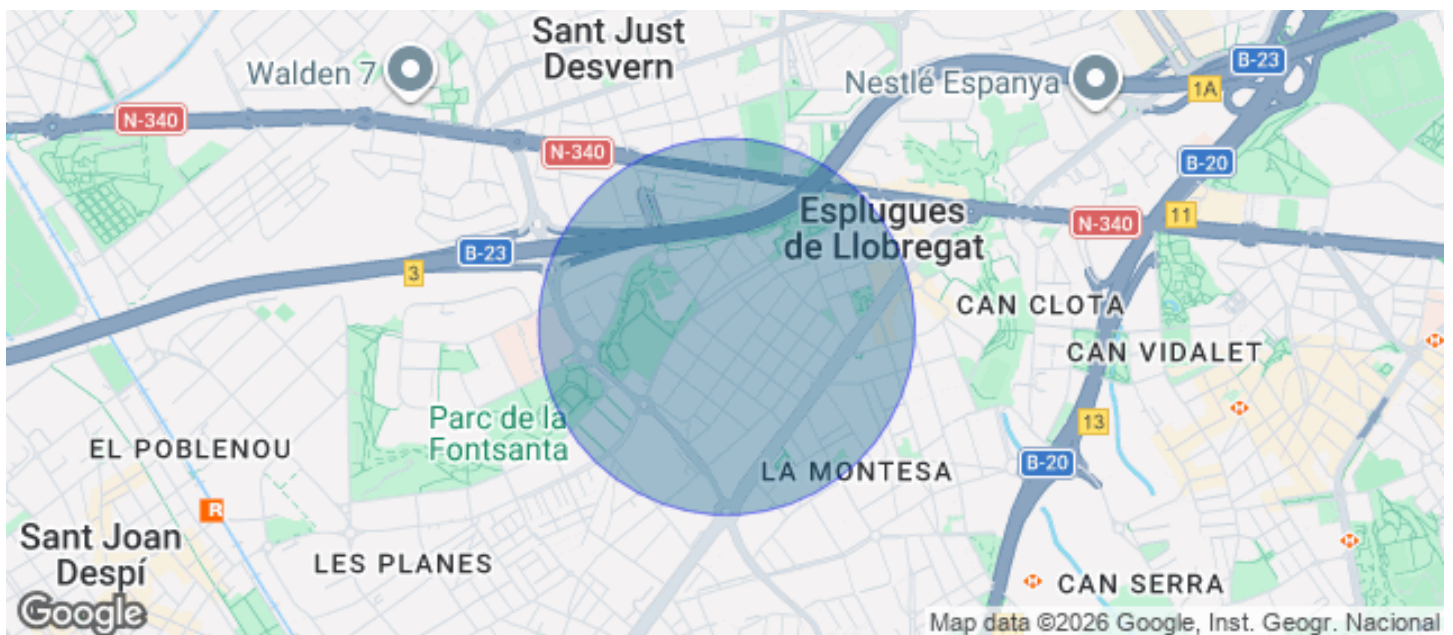 Sant Just
Desvern
Walden 7
Nestlé Espanya
B-23
1A
N-340
N-340
B-20
Esplugues
de Llobregat
11
N-340
B-23
3
CAN CLOTA
CAN VIDALET
Parc de la
Fontsanta
13
EL POBLENOU
LA MONTESA
B-20
R
Sant Joan
Despí
LES PLANES
CAN SERRA
Google
Map data ©2026 Google, Inst. Geogr. Nacional